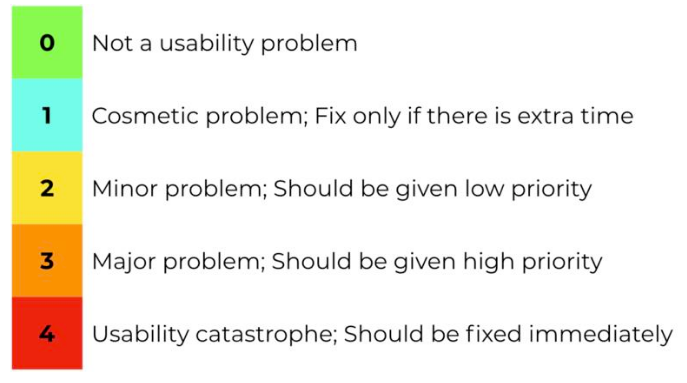 0 Not a usability problem
1 Cosmetic problem; Fix only if there is extra time
2 Minor problem; Should be given low priority
3 Major problem; Should be given high priority
4 Usability catastrophe; Should be fixed immediately